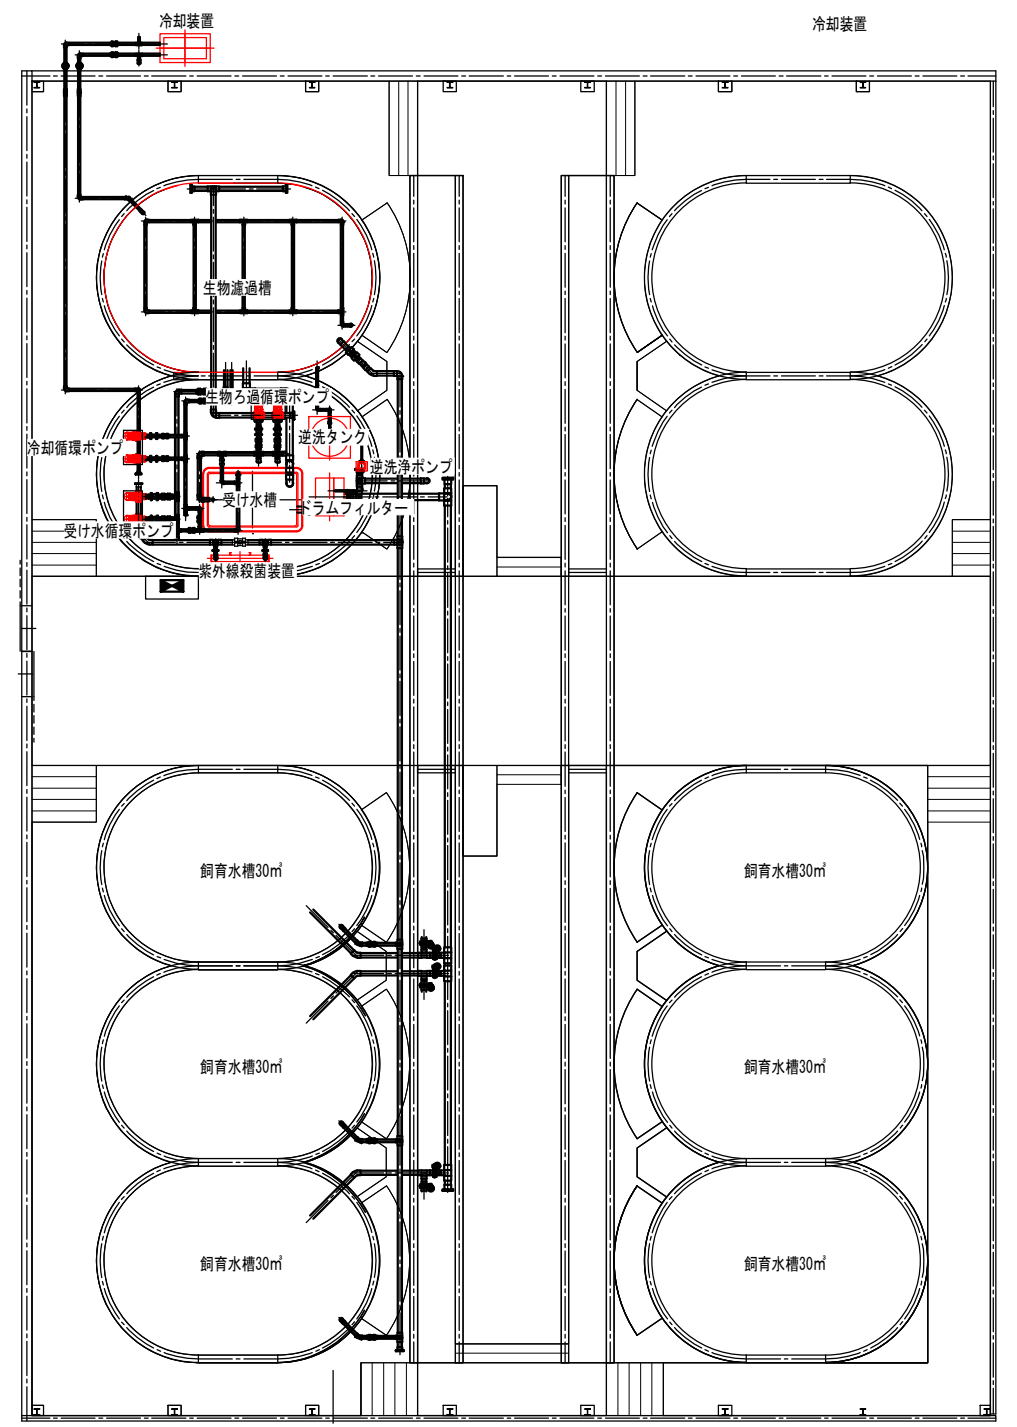 冷却装置
冷却装置
生物濾過槽
生物ろ過循環ポンプ
逆洗タンク
冷却循環ポンプ
逆洗浄ポンプ
受け水槽
ドラムフィルター
受け水循環ポンプ
紫外線殺菌装置
飼育水槽30㎥
飼育水槽30㎥
飼育水槽30㎥
飼育水槽30㎥
飼育水槽30㎥
飼育水槽30㎥